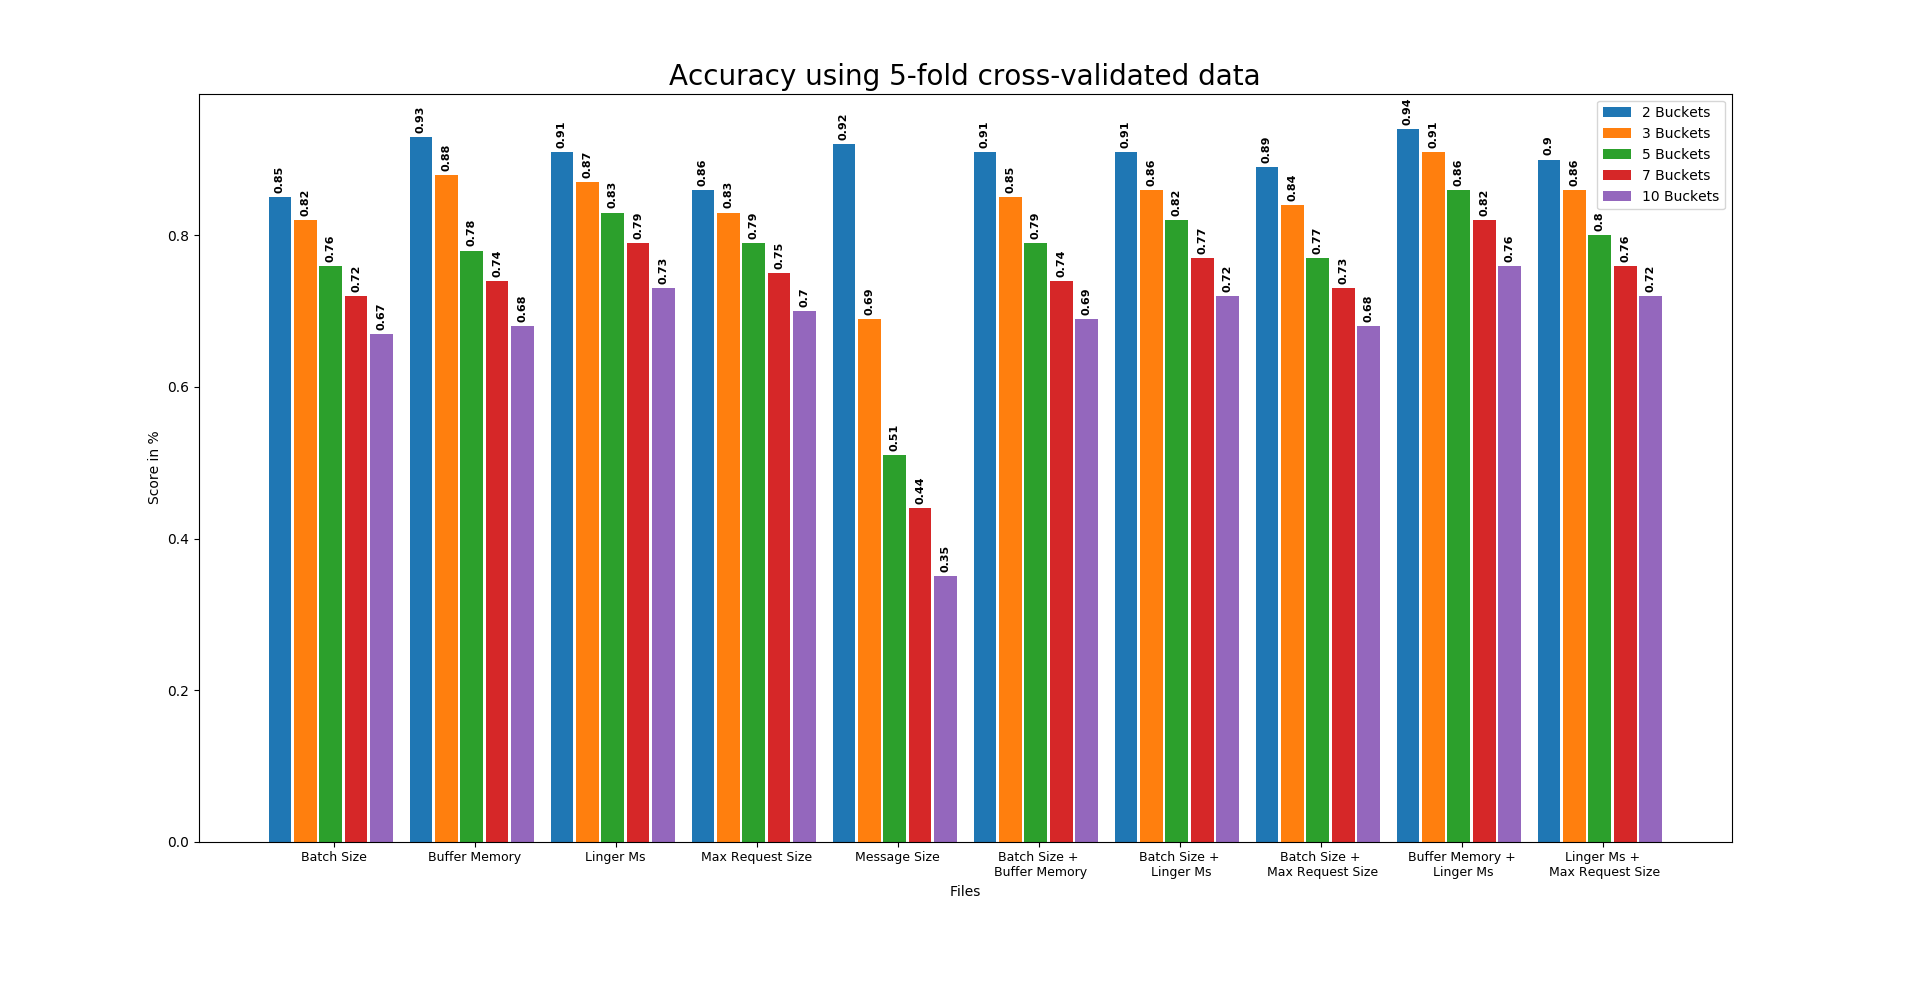 Accuracy using 5-fold cross-validated data
2 Buckets
3 Buckets
5 Buckets
7 Buckets
10 Buckets
Score in %
0.8
0.6
0.4
0.2
0.0
0.85
0.82
0.76
0.72
0.67
0.93
0.88
0.78
0.74
0.68
0.91
0.87
0.83
0.79
0.73
0.86
0.83
0.79
0.75
0.7
0.92
0.69
0.51
0.44
0.35
0.91
0.85
0.79
0.74
0.69
0.91
0.86
0.82
0.77
0.72
0.89
0.84
0.77
0.73
0.68
0.94
0.91
0.86
0.82
0.76
0.9
0.86
0.8
0.76
0.72
Batch Size
Buffer Memory
Linger Ms
Max Request Size
Message Size
Batch Size +
Buffer Memory
Batch Size +
Linger Ms
Batch Size +
Max Request Size
Buffer Memory +
Linger Ms
Linger Ms +
Max Request Size
Files